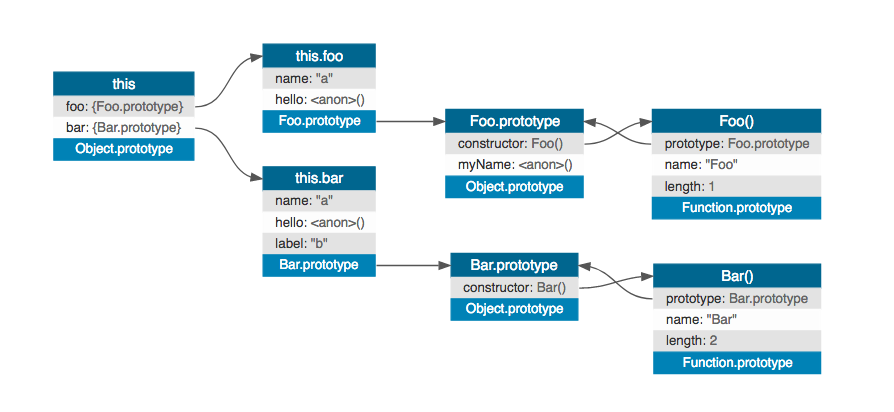 this
foo: {Foo.prototype}
bar: {Bar.prototype}
Object.prototype
this.foo
name: "a"
hello: <anon>()
Foo.prototype
this.bar
name: "a"
hello: <anon>()
label: "b"
Bar.prototype
Foo.prototype
constructor: Foo()
myName: <anon>()
Object.prototype
Foo()
prototype: Foo.prototype
name: "Foo"
length: 1
Function.prototype
Bar.prototype
constructor: Bar()
Object.prototype
Bar()
prototype: Bar.prototype
name: "Bar"
length: 2
Function.prototype